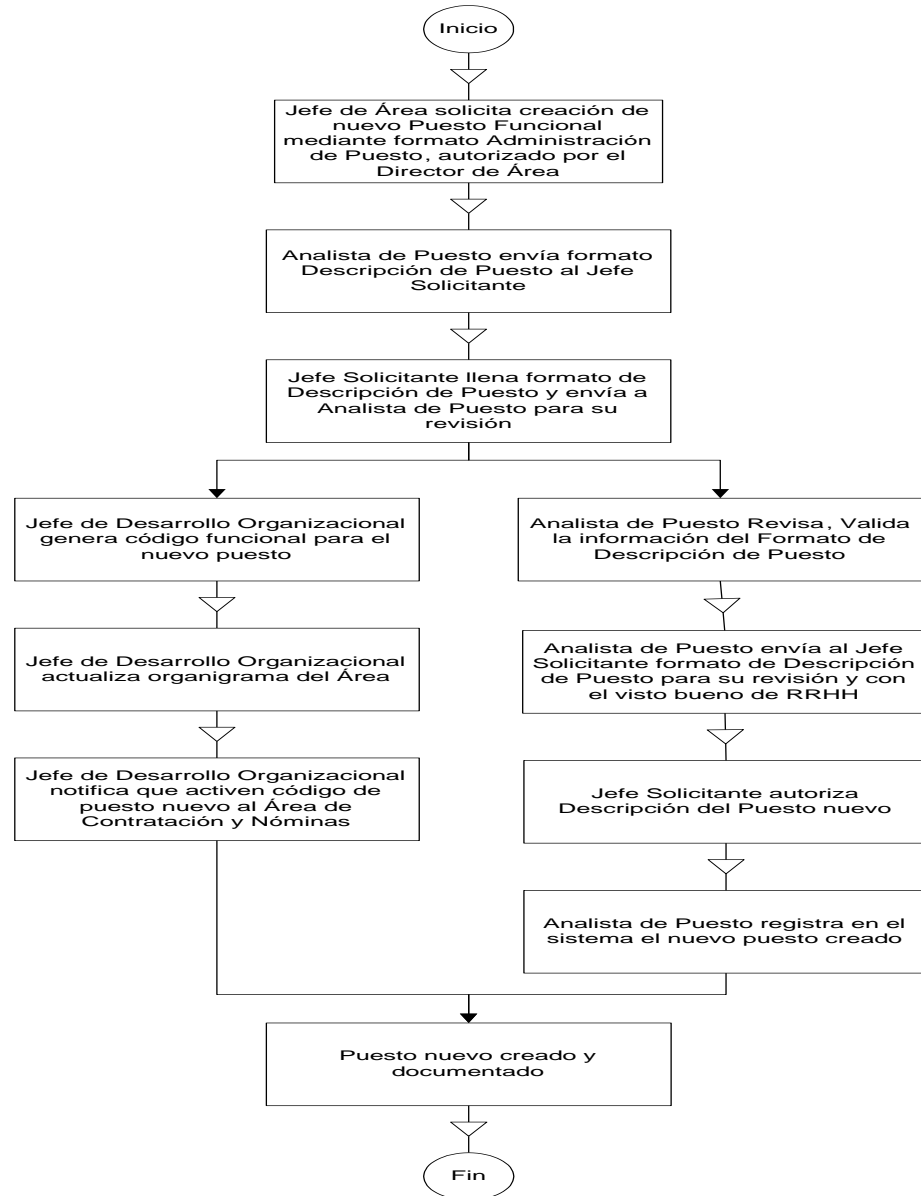 Inicio
Jefe de Área solicita creación de
nuevo Puesto Funcional
mediante formato Administración
de Puesto, autorizado por el
Director de Área
Analista de Puesto envía formato
Descripción de Puesto al Jefe
Solicitante
Jefe Solicitante llena formato de
Descripción de Puesto y envía a
Analista de Puesto para su
revisión
Jefe de Desarrollo Organizacional
genera código funcional para el
nuevo puesto
Jefe de Desarrollo Organizacional
actualiza organigrama del Área
Jefe de Desarrollo Organizacional
notifica que activen código de
puesto nuevo al Área de
Contratación y Nóminas
Analista de Puesto Revisa, Valida
la información del Formato de
Descripción de Puesto
Analista de Puesto envía al Jefe
Solicitante formato de Descripción
de Puesto para su revisión y con
el visto bueno de RRHH
Jefe Solicitante autoriza
Descripción del Puesto nuevo
Analista de Puesto registra en el
sistema el nuevo puesto creado
Puesto nuevo creado y
documentado
Fin